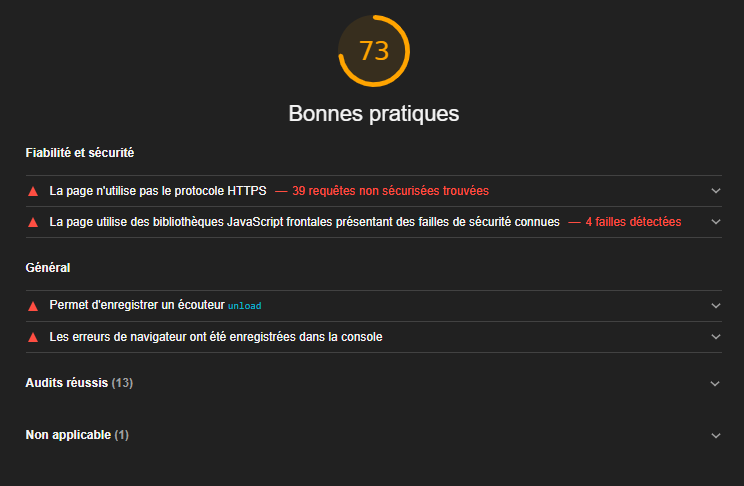 73
Bonnes pratiques
Fiabilité et sécurité
La page n'utilise pas le protocole HTTPS — 39 requêtes non sécurisées trouvées
La page utilise des bibliothèques JavaScript frontales présentant des failles de sécurité connues — 4 failles détectées
Général
Permet d'enregistrer un écouteur unload
Les erreurs de navigateur ont été enregistrées dans la console
Audits réussis (13)
Non applicable (1)